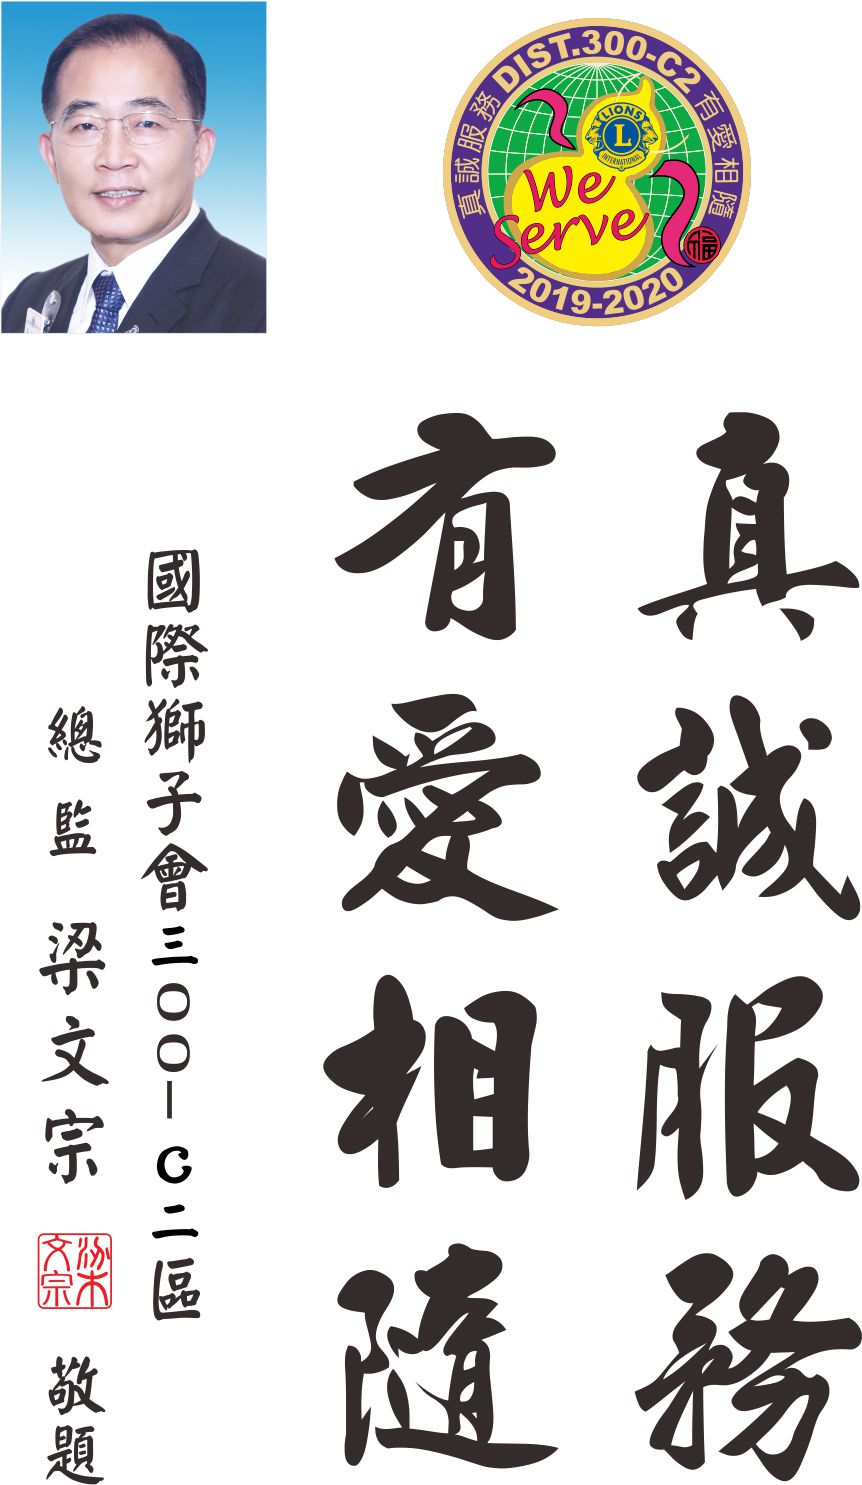 DIST.300-C2
真誠服務
有愛相隨
LIONS
L
INTERNATIONAL
We
Serve
福
2019-2020
真誠服務
有愛相隨
國際獅子會三００－C二區
總監 梁文宗 敬題
梁文宗